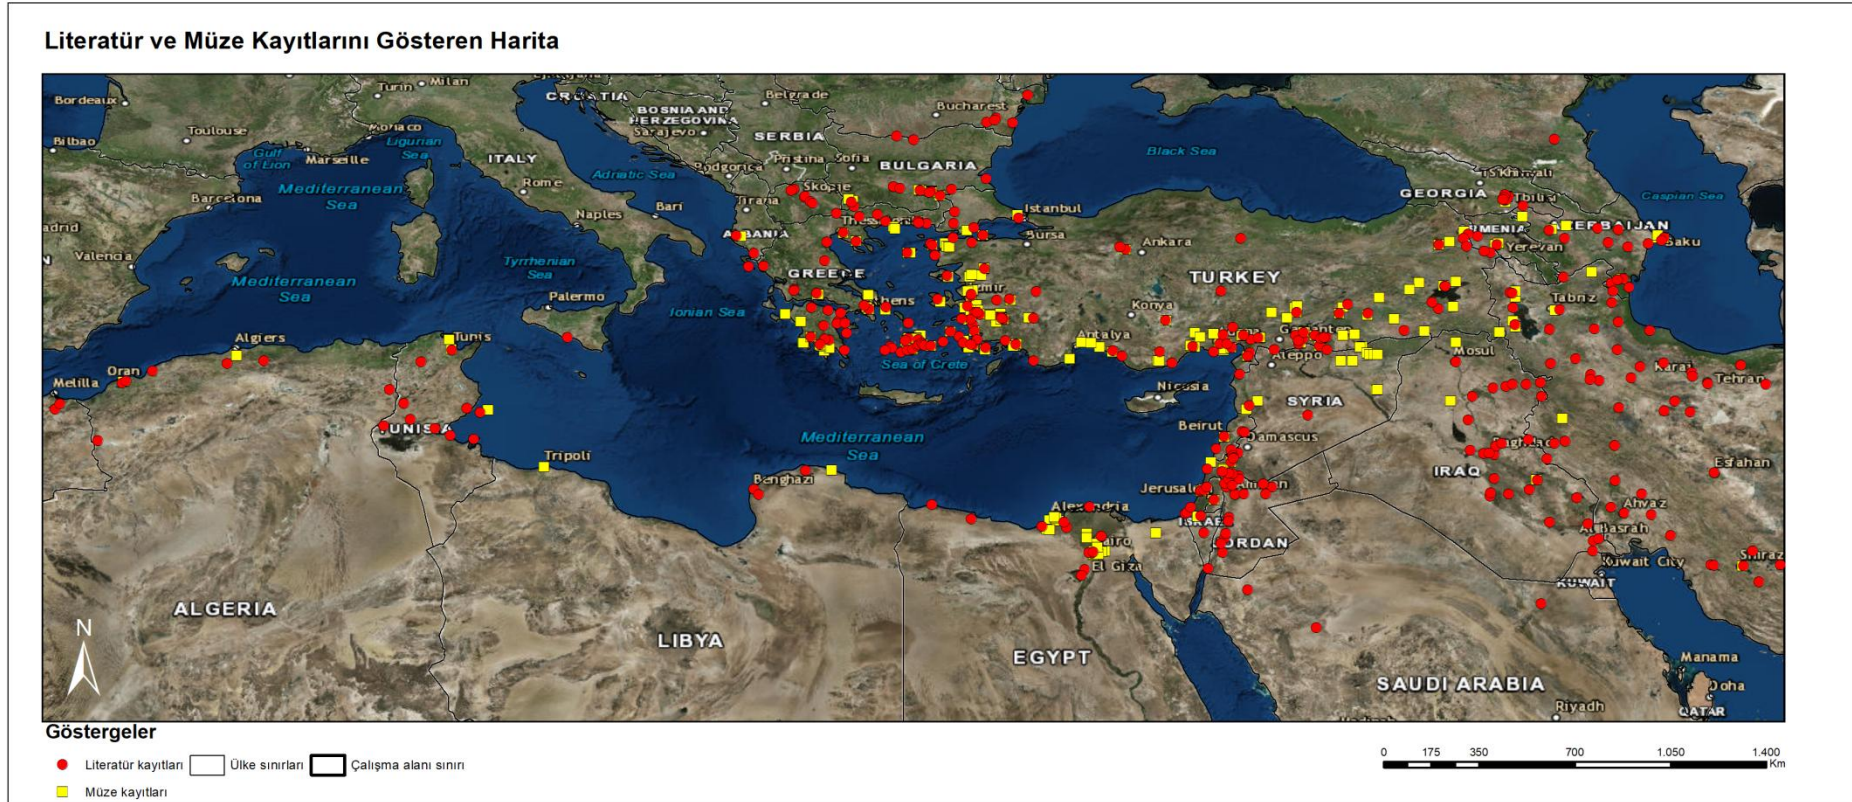 Literatür ve Müze Kayıtlarını Gösteren Harita
Bordeaux
Turin
Milan
CROATIA
Belgrade
Bucharest
BOSNIA AND
HERZEGOVINA
Sarajevo
SERBIA
Bilbao
Toulouse
Monaco
Ligurian
Sea
Gulf
of Lion
Marseille
ITALY
Podgorica
Pristina
Sofia
BULGARIA
Black Sea
GEORGIA
Tbilisi
Caspian Sea
Barcelona
Mediterranean
Sea
Rome
Adriatic Sea
Skopje
Naples
Bari
Tirana
Istanbul
Bursa
Ankara
Yerevan
Baku
Valencia
Tyrrhenian
Sea
GREECE
TURKEY
Mediterranean
Sea
Palermo
Ionian Sea
Konya
Tabriz
Algiers
Tunis
Antalya
Aleppo
Mosul
Sea of Crete
Oran
Melilla
Nicosia
SYRIA
Karaj
Tehran
TUNISIA
Mediterranean
Sea
Beirut
Damascus
Baghdad
Tripoli
IRAQ
Esfahan
Benghazi
Jerusalem
Alexandria
Ahvaz
JORDAN
El Giza
Kuwait City
Shiraz
KUWAIT
ALGERIA
LIBYA
EGYPT
SAUDI ARABIA
Manama
Doha
Riyadh
QATAR
N
Göstergeler
Literatür kayıtları
Ülke sınırları
Çalışma alanı sınırı
Müze kayıtları
0 175 350 700 1.050 1.400
Km